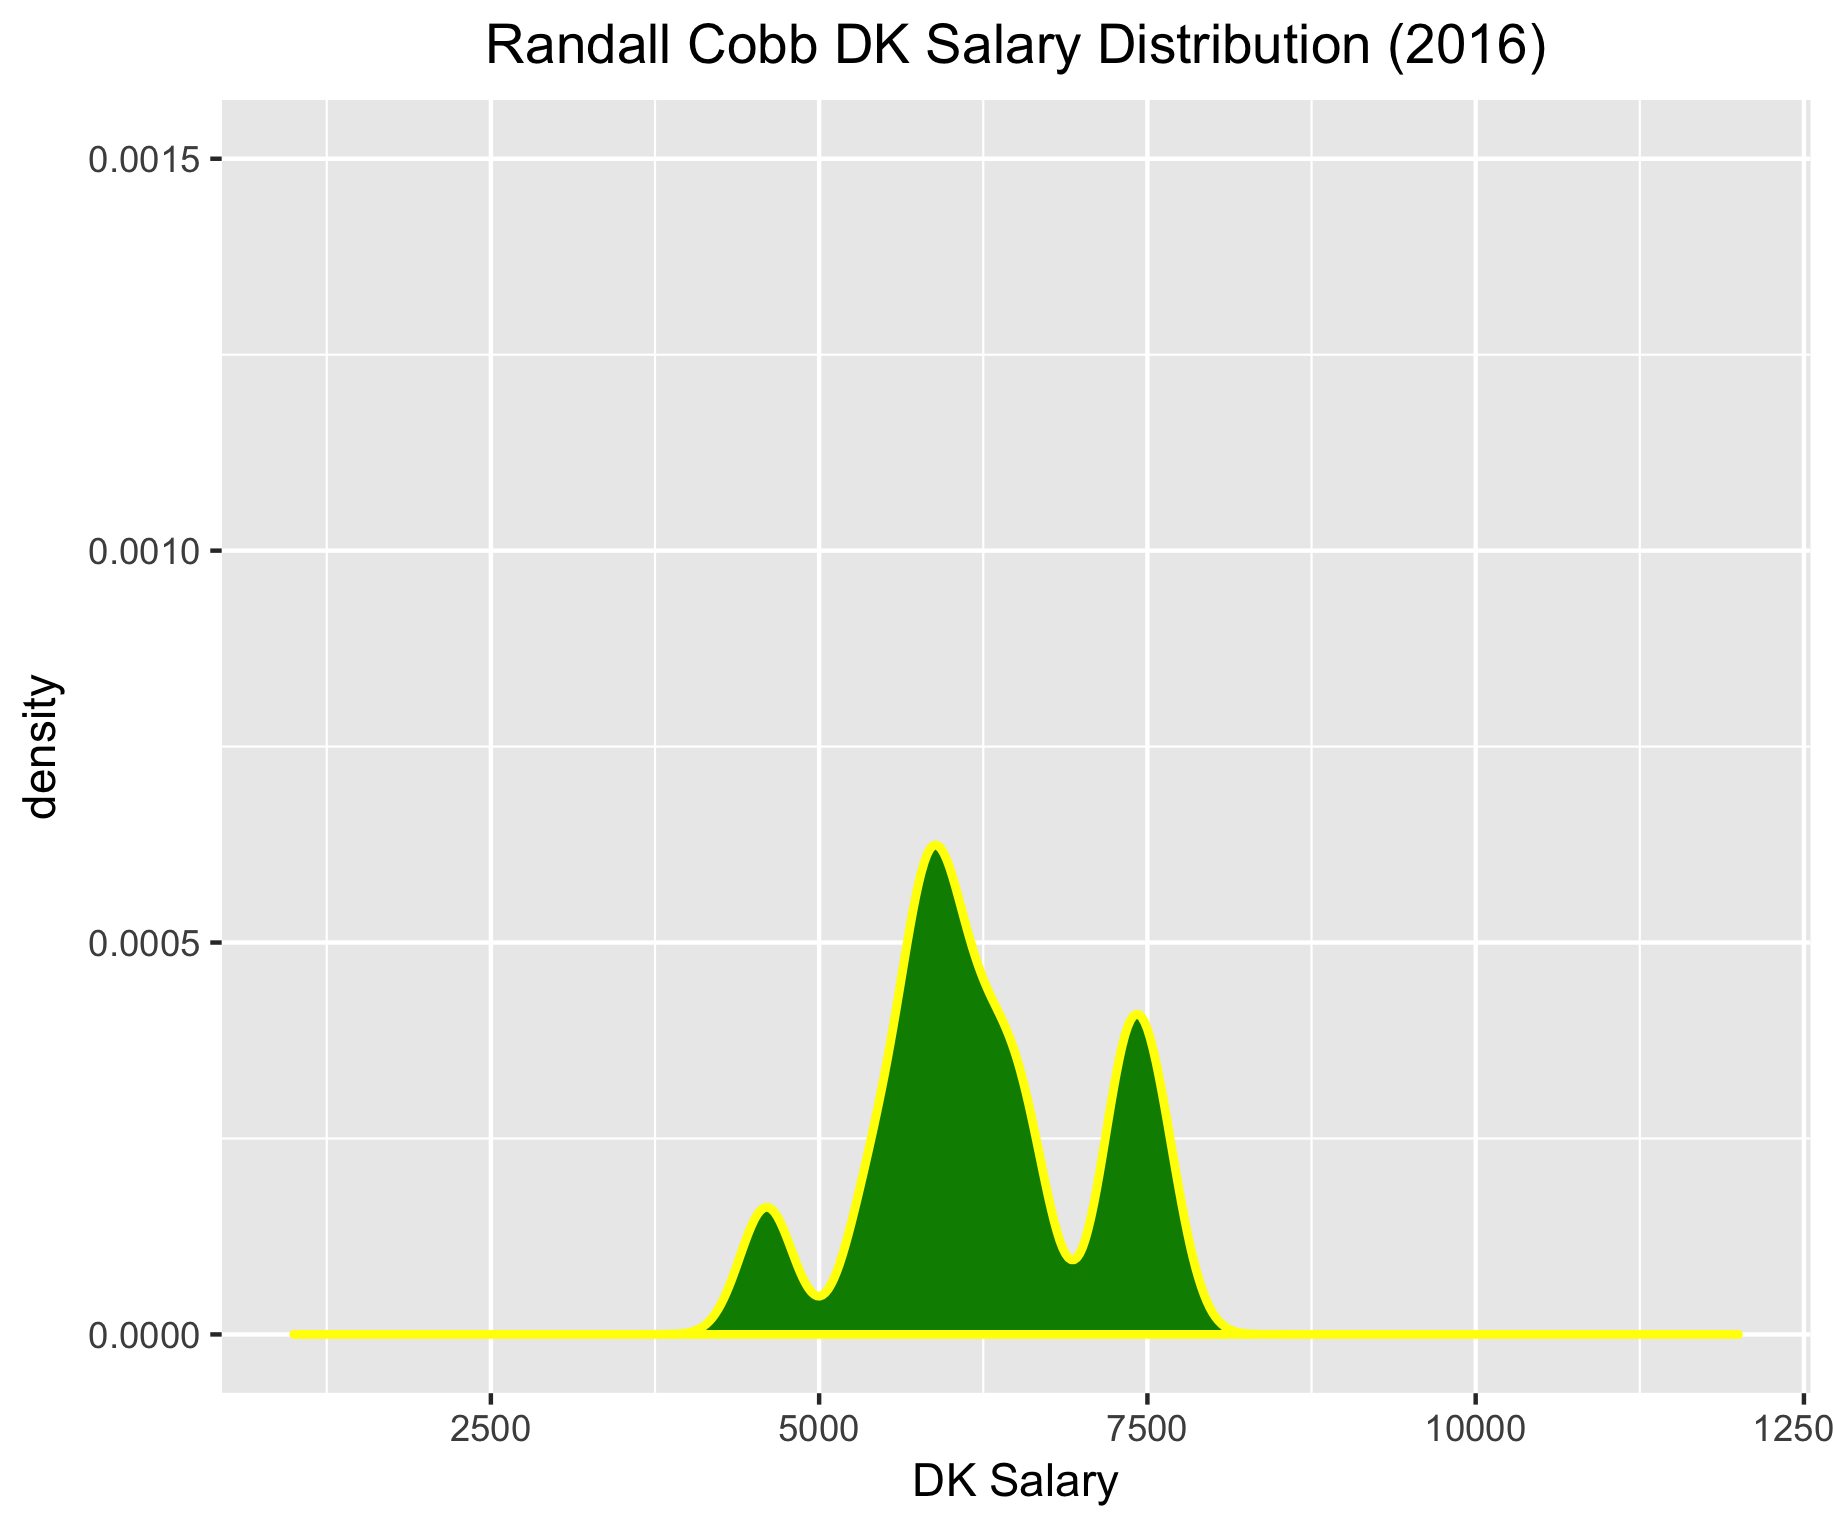 Randall Cobb DK Salary Distribution (2016)
0.0015
0.0010
0.0005
0.0000
density
2500 5000 7500 10000 1250
DK Salary